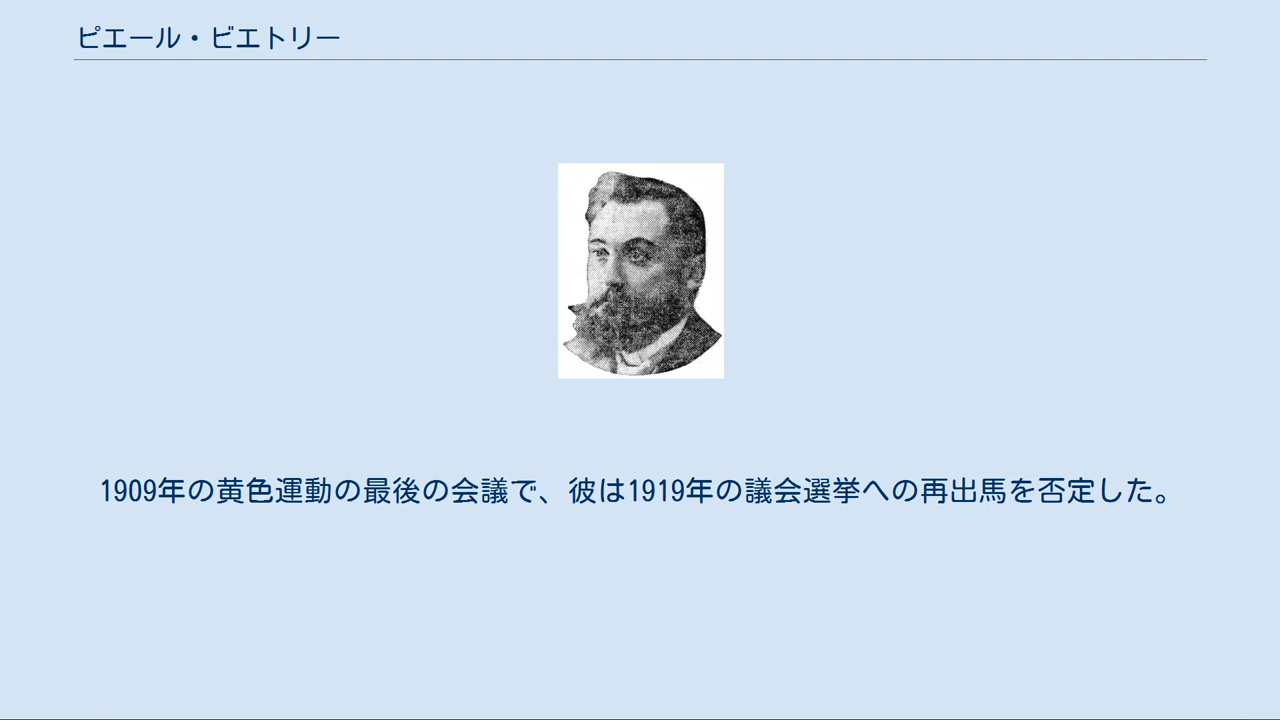 ピエール・ビエトリー
1909年の黄色運動の最後の会議で、彼は1919年の議会選挙への再出馬を否定した。